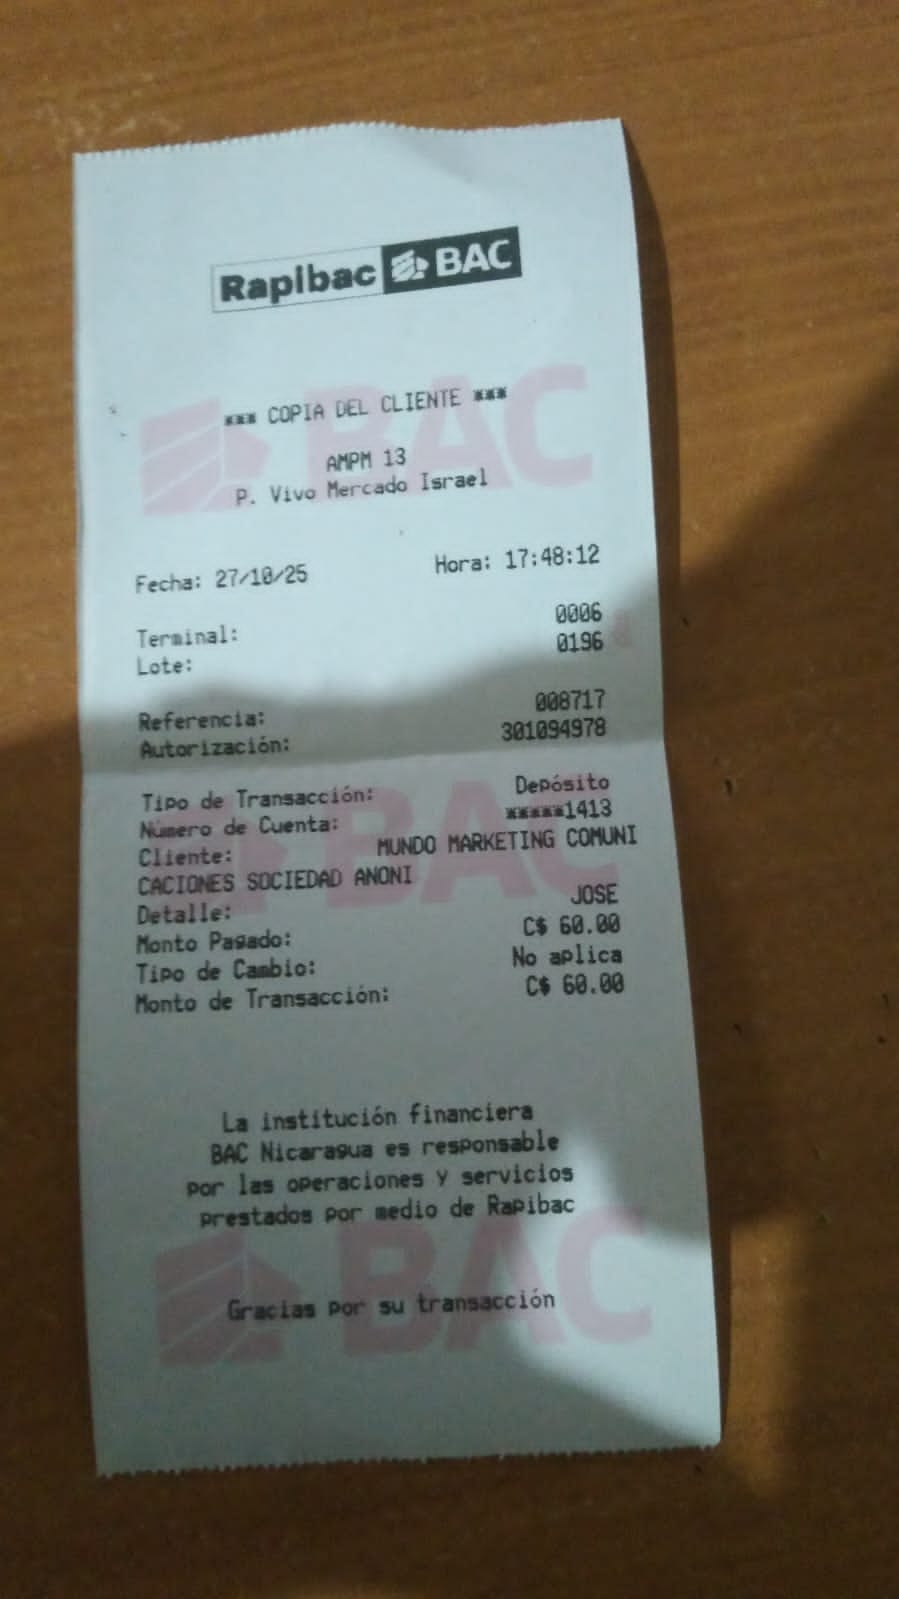 Rapibac BAC
*** COPIA DEL CLIENTE ***
AMPM 13
P. Vivo Mercado Israel
Fecha: 27/10/25 Hora: 17:48:12
Terminal: 0006
Lote: 0196
Referencia: 008717
Autorización: 301094978
Tipo de Transacción: Depósito
Número de Cuenta: *****1413
Cliente: MUNDO MARKETING COMUNI
CACIONES SOCIEDAD ANONI
Detalle: JOSE
Monto Pagado: C$ 60.00
Tipo de Cambio: No aplica
Monto de Transacción: C$ 60.00
La institución financiera
BAC Nicaragua es responsable
por las operaciones y servicios
prestados por medio de Rapibac
Gracias por su transacción
BAC
BAC
BAC